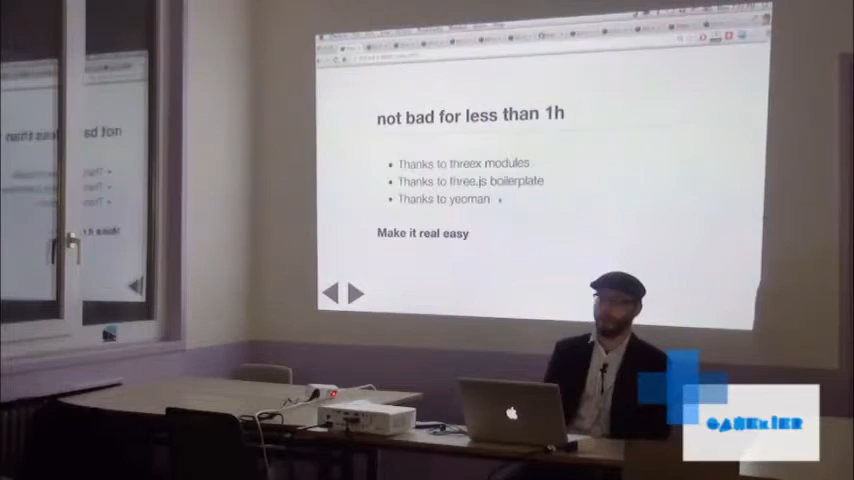 not bad for less than 1h
• Thanks to threex modules
• Thanks to three.js boilerplate
• Thanks to yeoman
Make it real easy